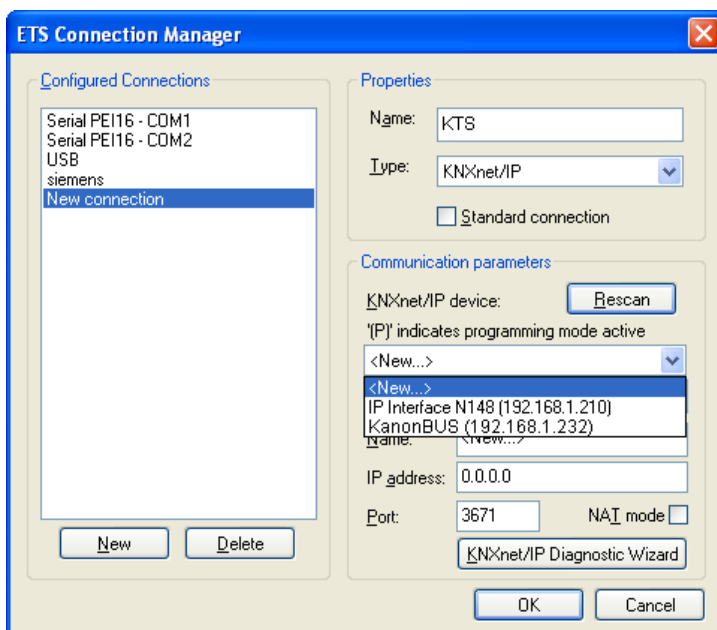 ETS Connection Manager
Configured Connections
Serial PEI16 - COM1
Serial PEI16 - COM2
USB
siemens
New connection
New
Delete
Properties
Name: KTS
Type: KNXnet/IP
Standard connection
Communication parameters
KNXnet/IP device: Rescan
'(P)' indicates programming mode active
<New...>
<New...>
IP Interface N148 (192.168.1.210)
KanonBUS (192.168.1.232)
Name: <New...>
IP address: 0.0.0.0
Port: 3671 NAT mode
KNXnet/IP Diagnostic Wizard
OK Cancel